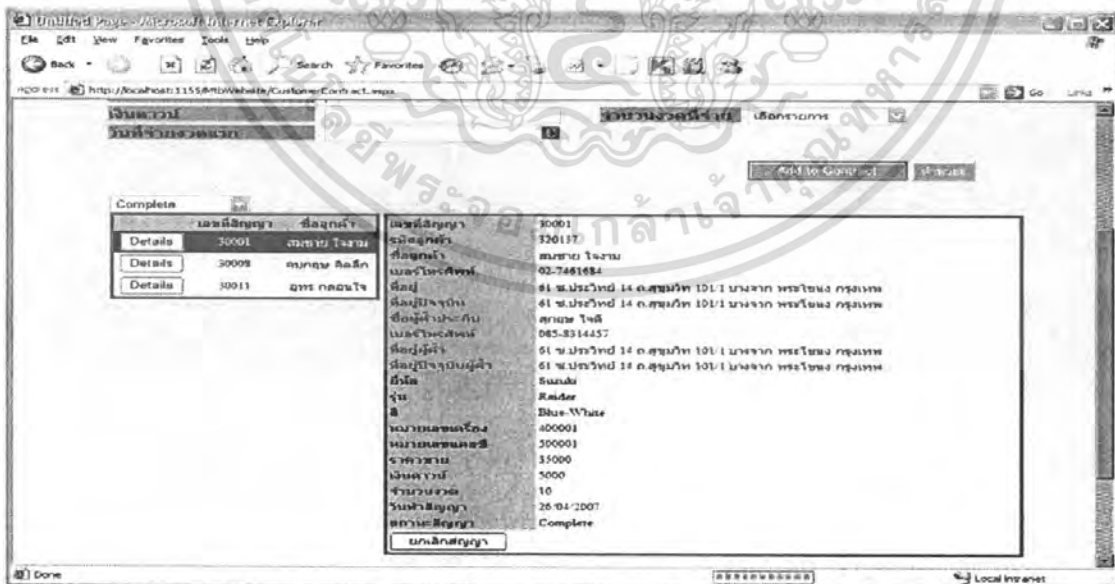 Untitled Page - Microsoft Internet Explorer
File Edit View Favorites Tools Help
Back Search Favorites
Address http://localhost:1155/MtbWebsite/CustomerContract.aspx Go Links
เงินดาวน์ จำนวนงวดที่จ่าย เลือกรายการ
วันที่จ่ายงวดแรก
Add to Contract
Complete
เลขที่สัญญา ชื่อลูกค้า
Details 30001 สมชาย ใจงาม
Details 30008
Details 30011
เลขที่สัญญา 30001
รหัสลูกค้า 320137
ชื่อลูกค้า สมชาย ใจงาม
เบอร์โทรศัพท์ 02-7461684
ที่อยู่ 61 ซ.ประวิทย์ 14 ถ.สุขุมวิท 101/1 บางจาก พระโขนง กรุงเทพ
ที่อยู่ปัจจุบัน 61 ซ.ประวิทย์ 14 ถ.สุขุมวิท 101/1 บางจาก พระโขนง กรุงเทพ
ชื่อผู้ค้ำประกัน ใจดี
เบอร์โทรศัพท์ 085-8314457
ที่อยู่ผู้ค้ำ 61 ซ.ประวิทย์ 14 ถ.สุขุมวิท 101/1 บางจาก พระโขนง กรุงเทพ
ที่อยู่ปัจจุบันผู้ค้ำ 61 ซ.ประวิทย์ 14 ถ.สุขุมวิท 101/1 บางจาก พระโขนง กรุงเทพ
ยี่ห้อ Suzuki
รุ่น Raider
สี Blue-White
หมายเลขเครื่อง 400001
หมายเลขแคชซี 500001
ราคาขาย 35000
เงินดาวน์ 5000
จำนวนงวด 10
วันทำสัญญา 26/04/2007
สถานะสัญญา Complete
ยกเลิกสัญญา
Done Local intranet